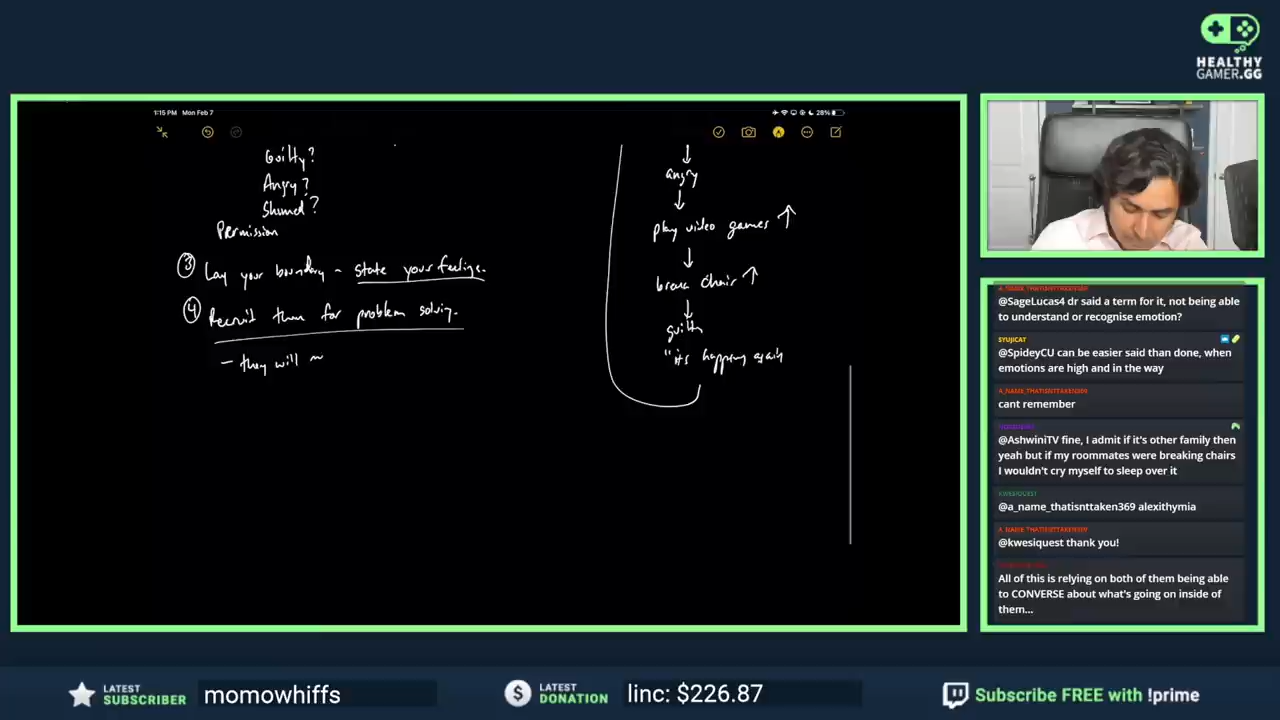 HEALTHY
GAMER.GG
1:15 PM Mon Feb 7
28%
Guilty?
Angry?
Shamed?
Permission
③ Lay your boundary - state your feelings.
④ Recruit them for problem solving.
- they will
angry
play video games ↑
break chair ↑
guilty
"it's happening again
@SageLucas4 dr said a term for it, not being able
to understand or recognise emotion?
SYUJICAT
@SpideyCU can be easier said than done, when
emotions are high and in the way
A_NAME_THATISNTTAKEN369
cant remember
@AshwiniTV fine, I admit if it's other family then
yeah but if my roommates were breaking chairs
I wouldn't cry myself to sleep over it
KWESIQUEST
@a_name_thatisnttaken369 alexithymia
A_NAME_THATISNTTAKEN369
@kwesiquest thank you!
All of this is relying on both of them being able
to CONVERSE about what's going on inside of
them...
LATEST
SUBSCRIBER
momowhiffs
LATEST
DONATION
linc: $226.87
Subscribe FREE with !prime